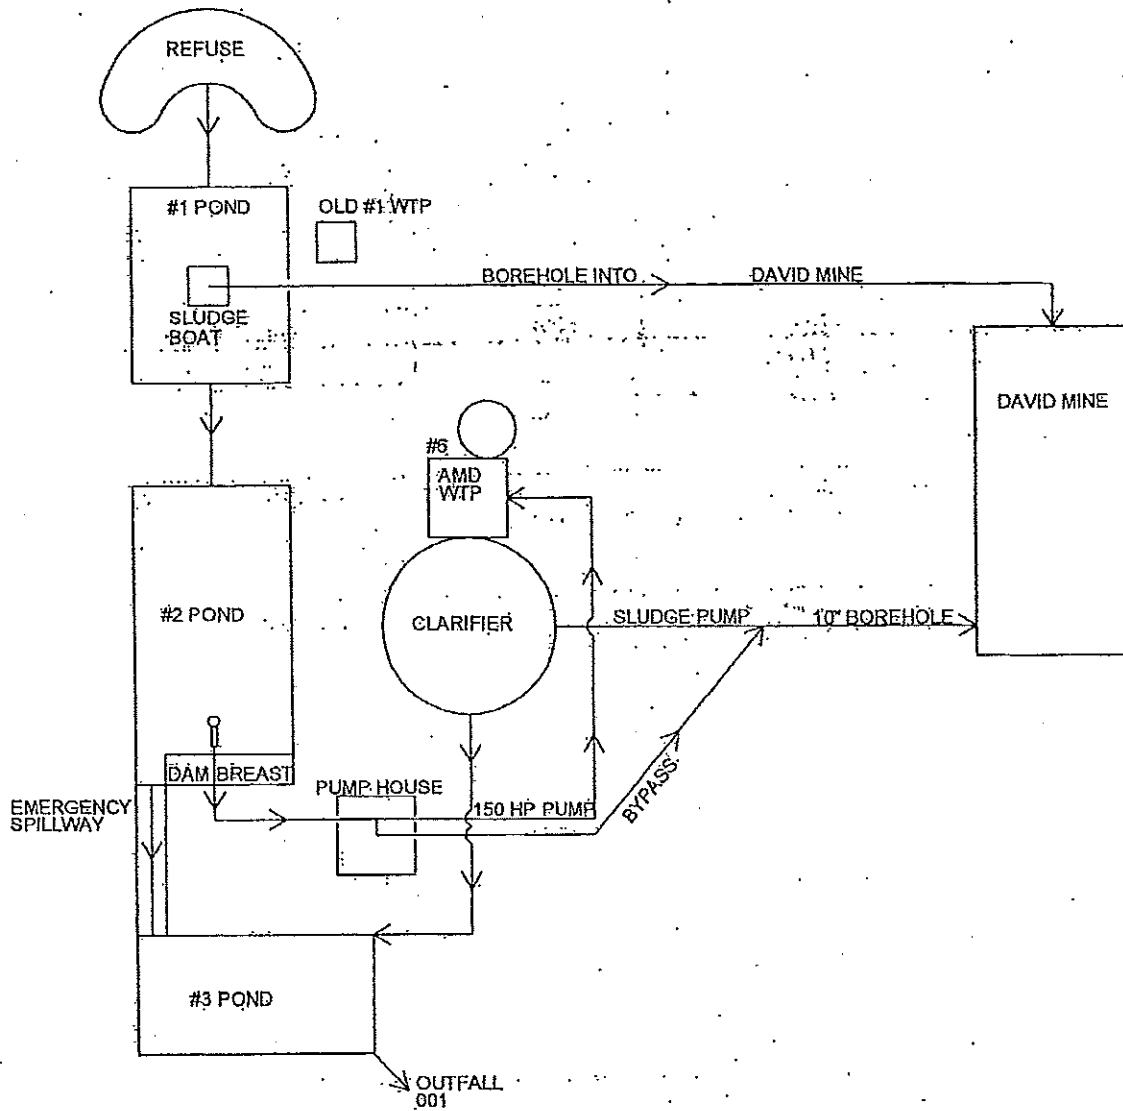 REFUSE
#1 POND
OLD #1 WTP
BOREHOLE INTO
DAVID MINE
SLUDGE
BOAT
DAVID MINE
#6
AMD
WTP
#2 POND
CLARIFIER
SLUDGE PUMP
10" BOREHOLE
DAM BREAST
PUMP HOUSE
EMERGENCY
SPILLWAY
150 HP PUMP
BYPASS
#3 POND
OUTFALL
001